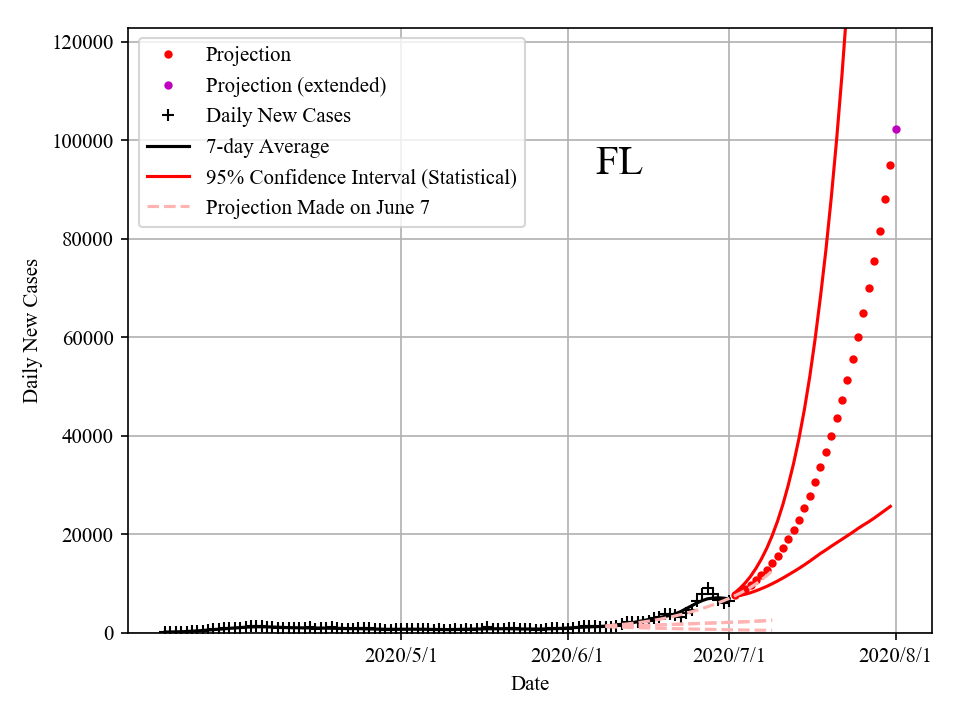 120000
100000
80000
60000
40000
20000
0
Daily New Cases
Projection
Projection (extended)
Daily New Cases
7-day Average
95% Confidence Interval (Statistical)
Projection Made on June 7
FL
2020/5/1
2020/6/1
2020/7/1
2020/8/1
Date